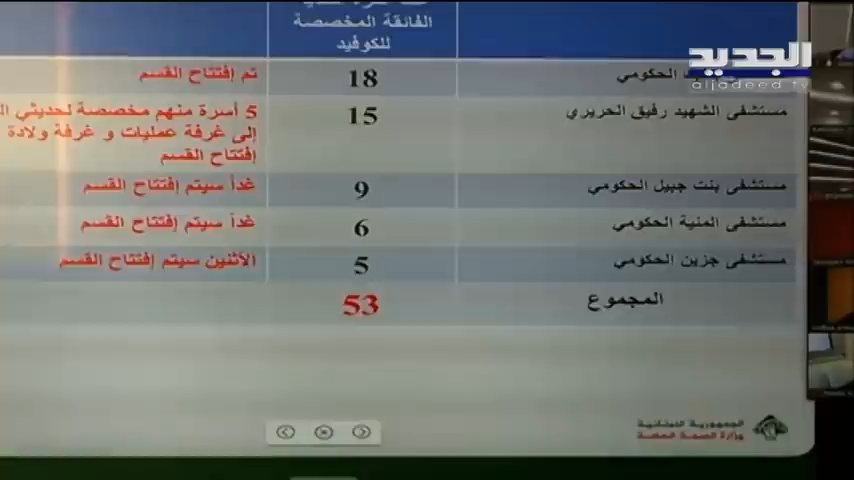 الفائقة المخصصة
للكوفيد
الجديد
aljadeed tv
الحكومي
18
تم إفتتاح القسم
مستشفى الشهيد رفيق الحريري
15
5 أسرة منهم مخصصة لحديثي
إلى غرفة عمليات و غرفة ولادة
إفتتاح القسم
مستشفى بنت جبيل الحكومي
9
غداً سيتم إفتتاح القسم
مستشفى المنية الحكومي
6
غداً سيتم إفتتاح القسم
مستشفى جزين الحكومي
5
الأثنين سيتم إفتتاح القسم
المجموع
53
الجمهورية اللبنانية
وزارة الصحة العامة